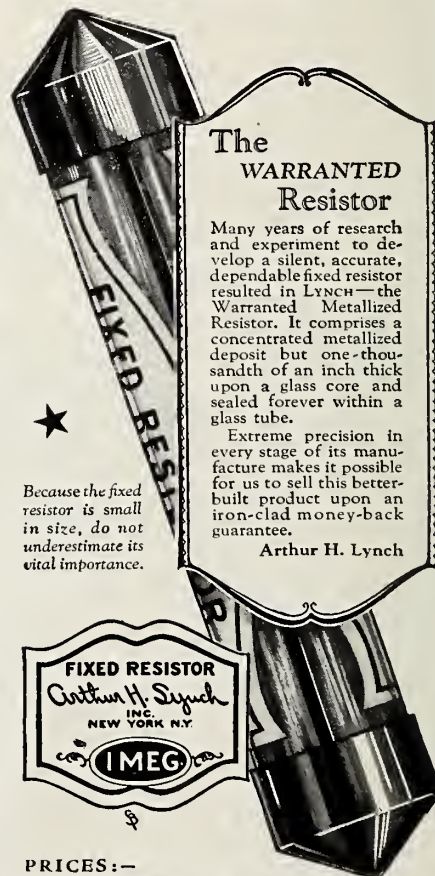 The
WARRANTED
Resistor
Many years of research
and experiment to de-
velop a silent, accurate,
dependable fixed resistor
resulted in LYNCH—the
Warranted Metallized
Resistor. It comprises a
concentrated metallized
deposit but one-thou-
sandth of an inch thick
upon a glass core and
sealed forever within a
glass tube.
Extreme precision in
every stage of its manu-
facture makes it possible
for us to sell this better-
built product upon an
iron-clad money-back
guarantee.
Arthur H. Lynch
FIXED RESI
OR
★
Because the fixed
resistor is small
in size, do not
underestimate its
vital importance.
FIXED RESISTOR
Arthur H. Lynch
INC.
NEW YORK N.Y.
1 MEG.
PRICES:—